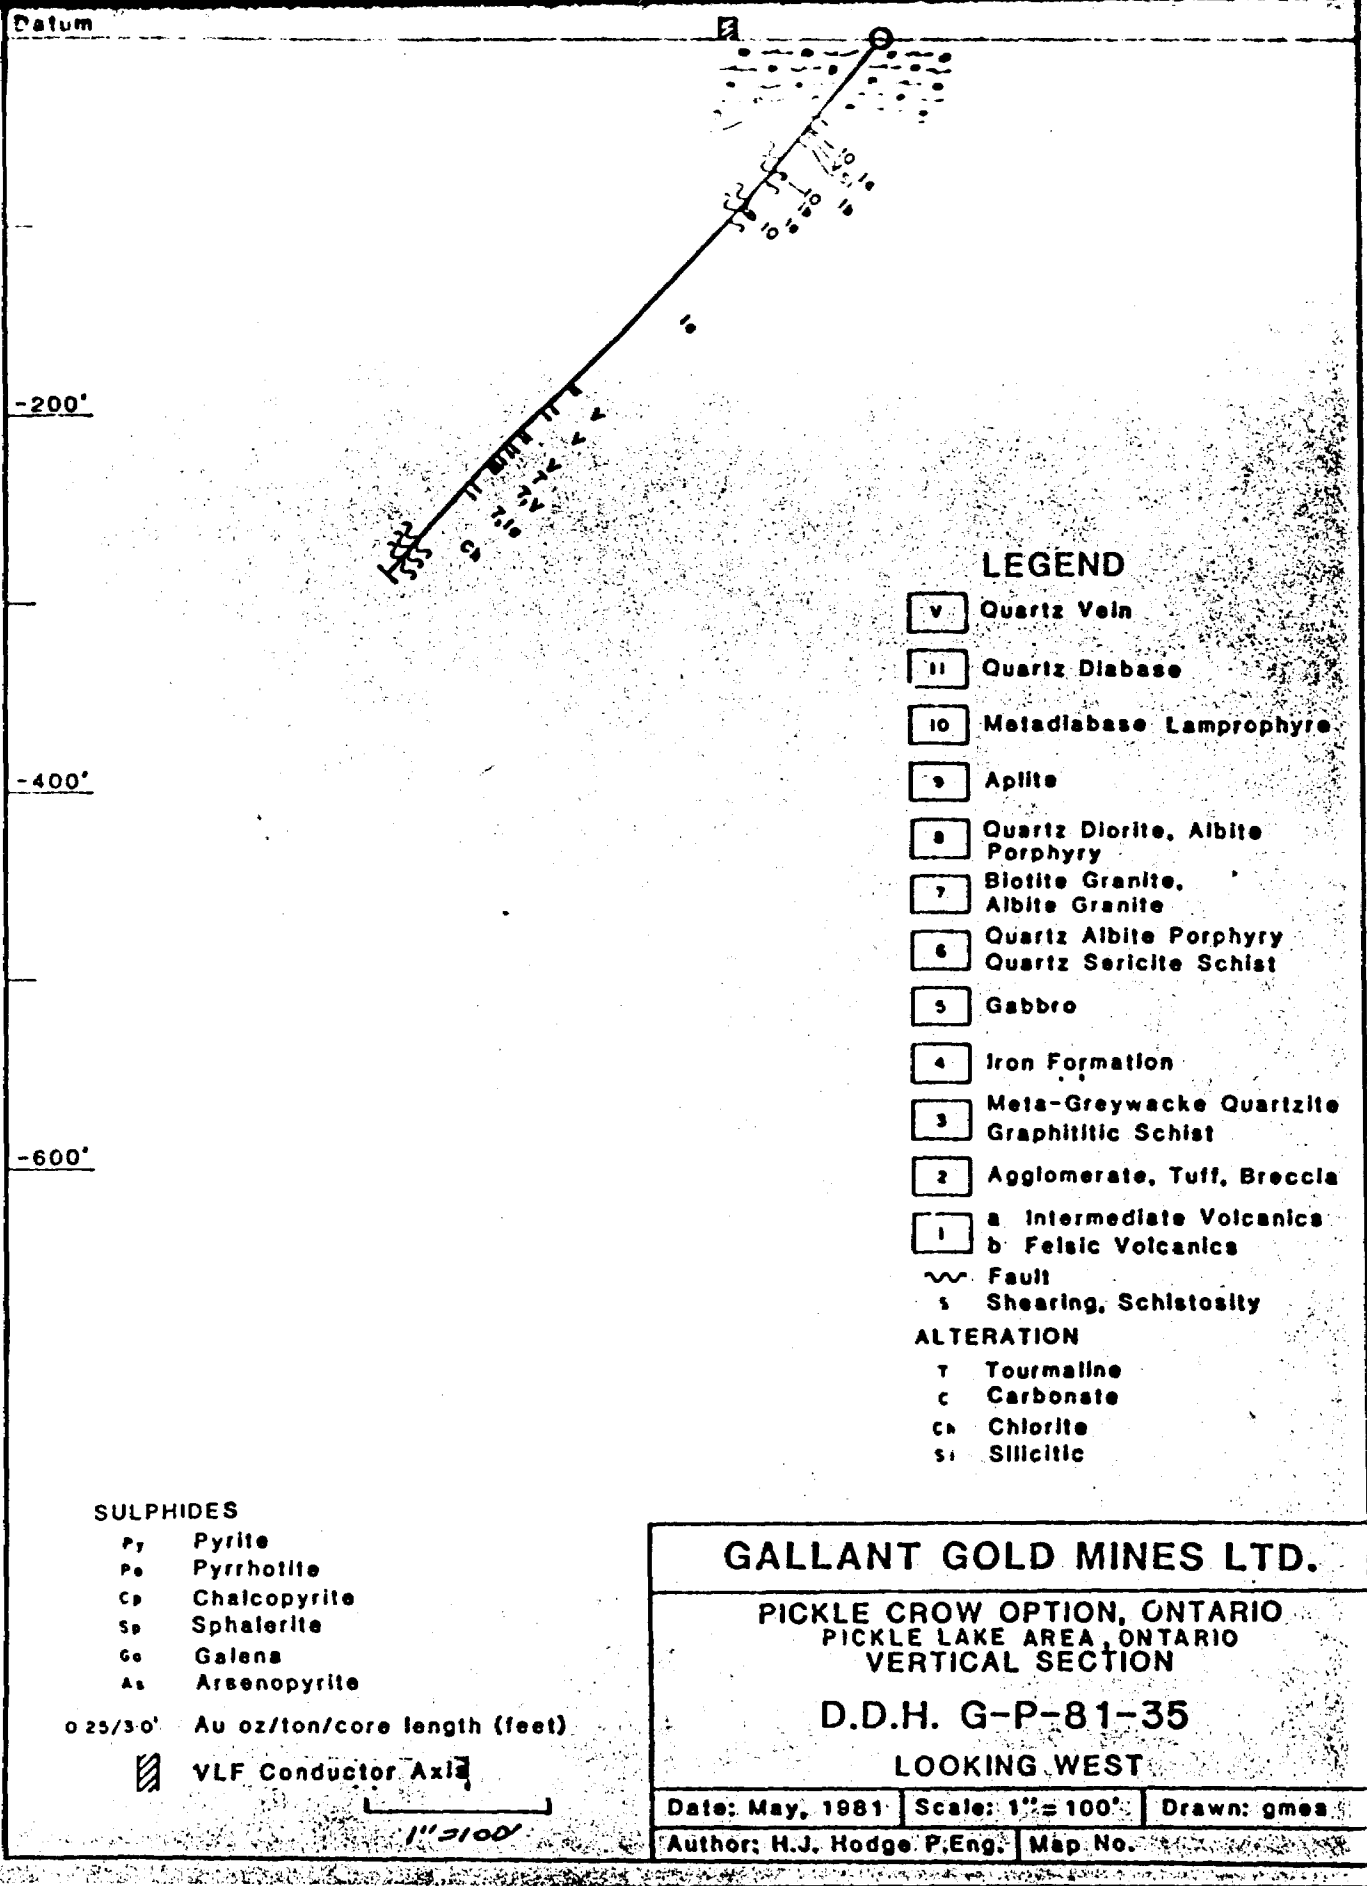 Datum
10
Si 1a
10
1b
1b
10 1a
1a
-200'
V
V
V
T
T,V
T,1a
Ch
LEGEND
V Quartz Vein
11 Quartz Diabase
10 Metadiabase Lamprophyre
9 Aplite
8 Quartz Diorite, Albite
Porphyry
7 Biotite Granite,
Albite Granite
6 Quartz Albite Porphyry
Quartz Sericite Schist
5 Gabbro
4 Iron Formation
3 Meta-Greywacke Quartzite
Graphititic Schist
2 Agglomerate, Tuff, Breccia
1 a Intermediate Volcanics
b Felsic Volcanics
Fault
S Shearing, Schistosity
ALTERATION
T Tourmaline
C Carbonate
Ch Chlorite
Si Silicitic
-400'
-600'
SULPHIDES
Py Pyrite
Po Pyrrhotite
Cp Chalcopyrite
Sp Sphalerite
Ga Galena
As Arsenopyrite
0.25/3.0' Au oz/ton/core length (feet)
VLF Conductor Axis
1"=100'
GALLANT GOLD MINES LTD.
PICKLE CROW OPTION, ONTARIO
PICKLE LAKE AREA, ONTARIO
VERTICAL SECTION
D.D.H. G-P-81-35
LOOKING WEST
Date: May, 1981 Scale: 1"=100' Drawn: gmes
Author: H.J. Hodge P.Eng. Map No.